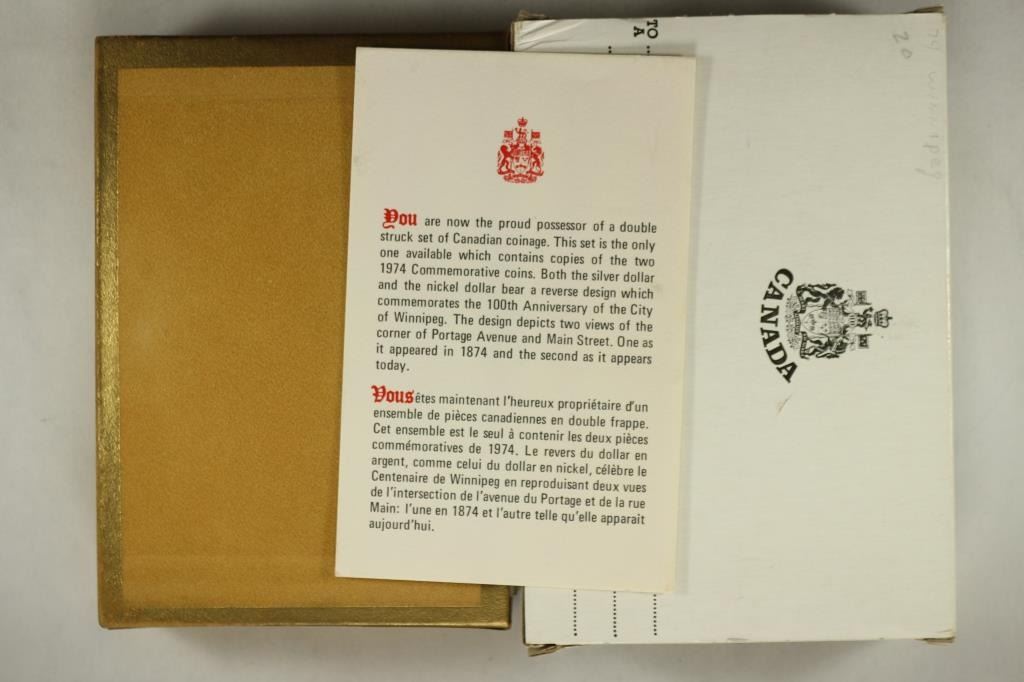 You are now the proud possessor of a double
struck set of Canadian coinage. This set is the only
one available which contains copies of the two
1974 Commemorative coins. Both the silver dollar
and the nickel dollar bear a reverse design which
commemorates the 100th Anniversary of the City
of Winnipeg. The design depicts two views of the
corner of Portage Avenue and Main Street. One as
it appeared in 1874 and the second as it appears
today.
Vous êtes maintenant l'heureux propriétaire d'un
ensemble de pièces canadiennes en double frappe.
Cet ensemble est le seul à contenir les deux pièces
commémoratives de 1974. Le revers du dollar en
argent, comme celui du dollar en nickel, célèbre le
Centenaire de Winnipeg en reproduisant deux vues
de l'intersection de l'avenue du Portage et de la rue
Main: l'une en 1874 et l'autre telle qu'elle apparait
aujourd'hui.
TO
A
74 winnipeg
20
CANADA